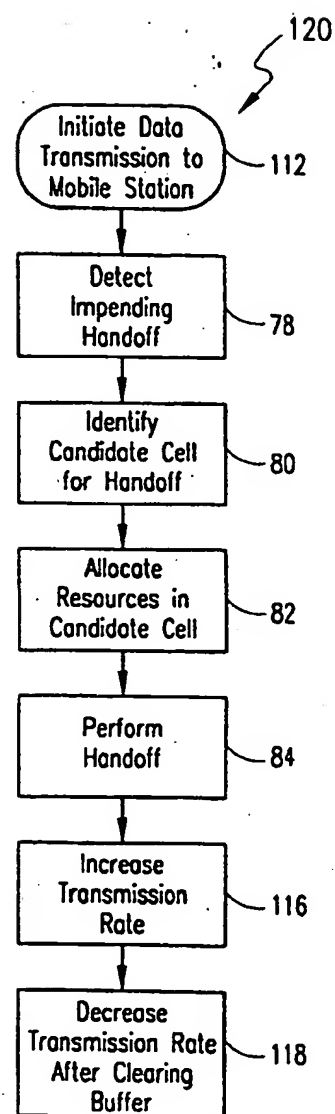 120
Initiate Data
Transmission to
Mobile Station
112
Detect
Impending
Handoff
78
Identify
Candidate Cell
for Handoff
80
Allocate
Resources in
Candidate Cell
82
Perform
Handoff
84
Increase
Transmission
Rate
116
Decrease
Transmission Rate
After Clearing
Buffer
118